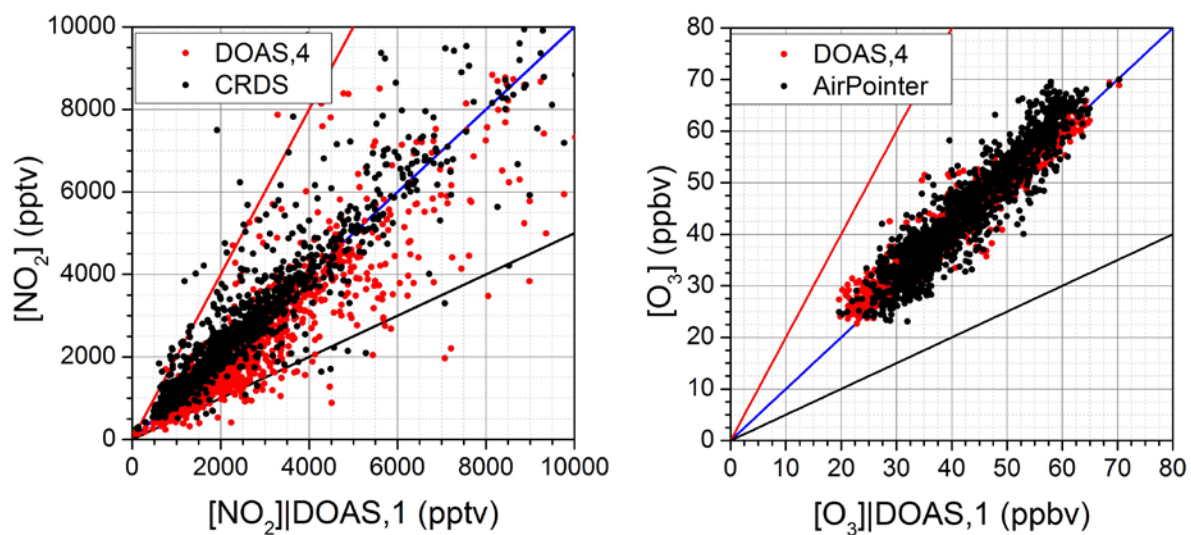 10000
8000
6000
4000
2000
0
[NO₂] (pptv)
DOAS,4
CRDS
0 2000 4000 6000 8000 10000
[NO₂]|DOAS,1 (pptv)
80
70
60
50
40
30
20
10
0
[O₃] (ppbv)
DOAS,4
AirPointer
0 10 20 30 40 50 60 70 80
[O₃]|DOAS,1 (ppbv)